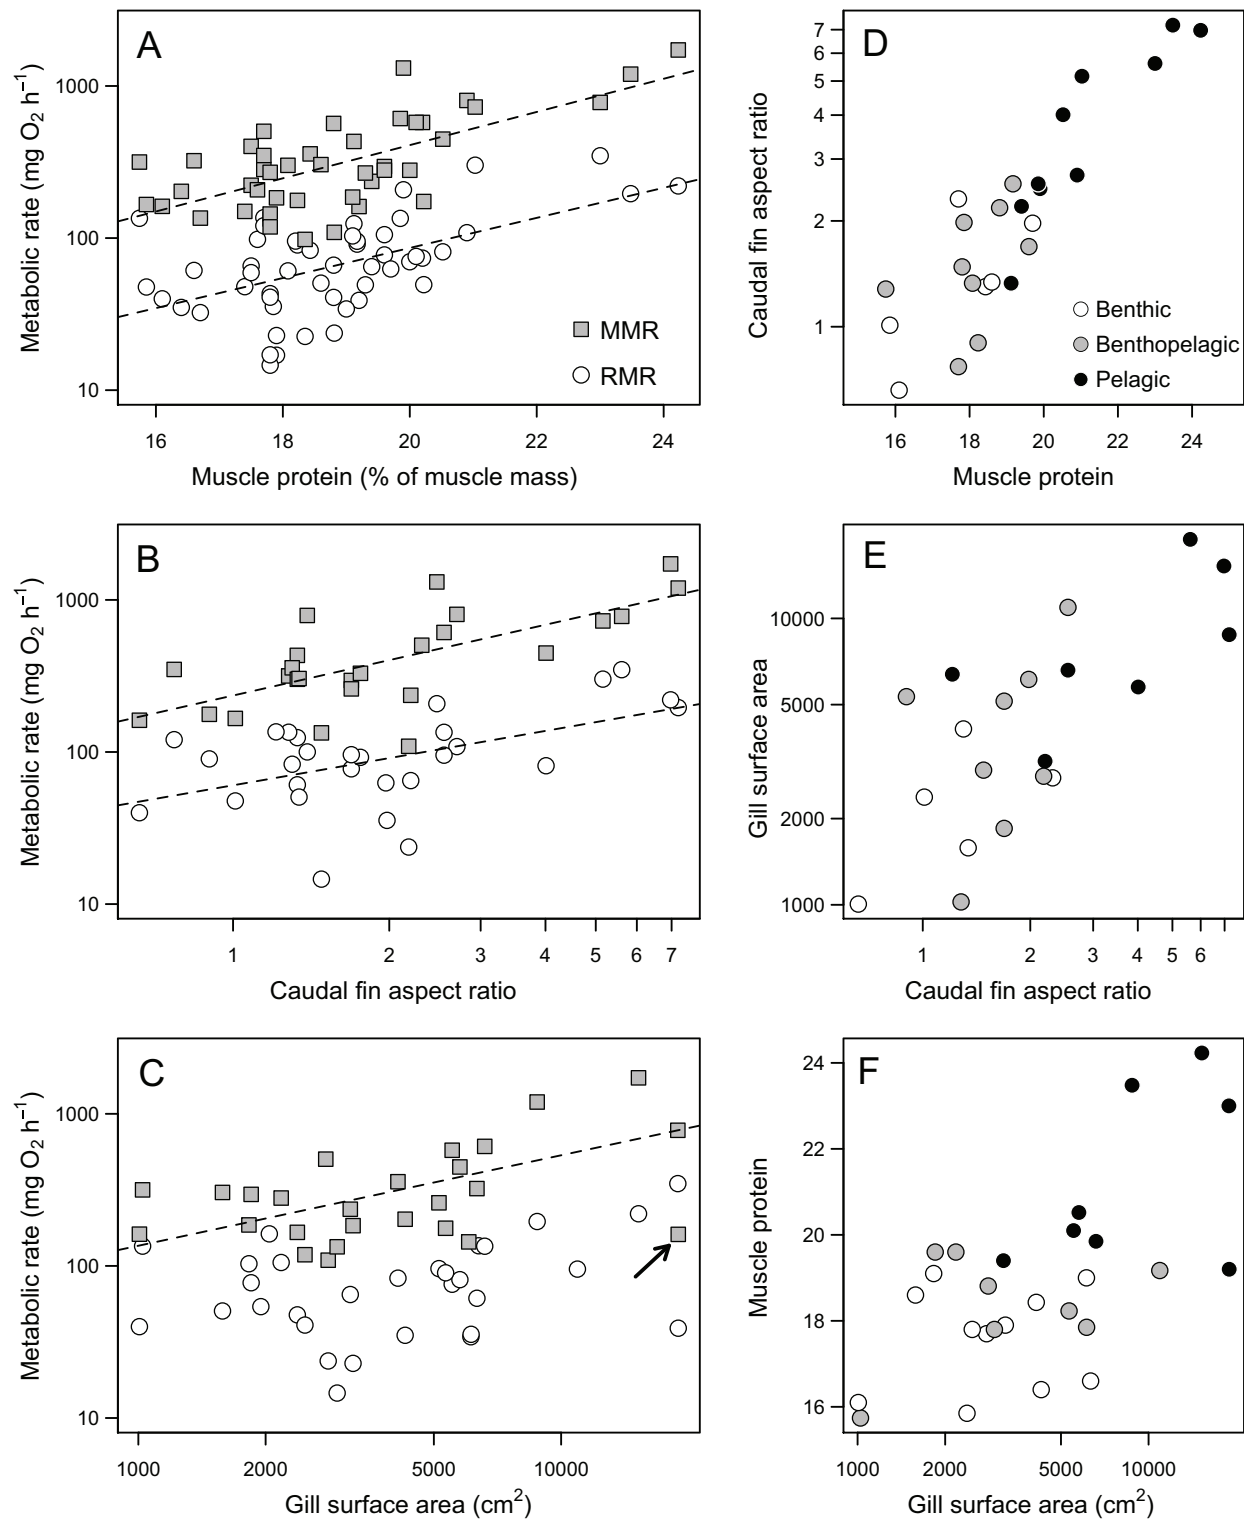 A
Metabolic rate (mg O₂ h⁻¹)
1000
100
10
MMR
RMR
16 18 20 22 24
Muscle protein (% of muscle mass)
D
Caudal fin aspect ratio
7
6
5
4
3
2
1
Benthic
Benthopelagic
Pelagic
16 18 20 22 24
Muscle protein
B
Metabolic rate (mg O₂ h⁻¹)
1000
100
10
1 2 3 4 5 6 7
Caudal fin aspect ratio
E
Gill surface area
10000
5000
2000
1000
1 2 3 4 5 6
Caudal fin aspect ratio
C
Metabolic rate (mg O₂ h⁻¹)
1000
100
10
1000 2000 5000 10000
Gill surface area (cm²)
F
Muscle protein
24
22
20
18
16
1000 2000 5000 10000
Gill surface area (cm²)